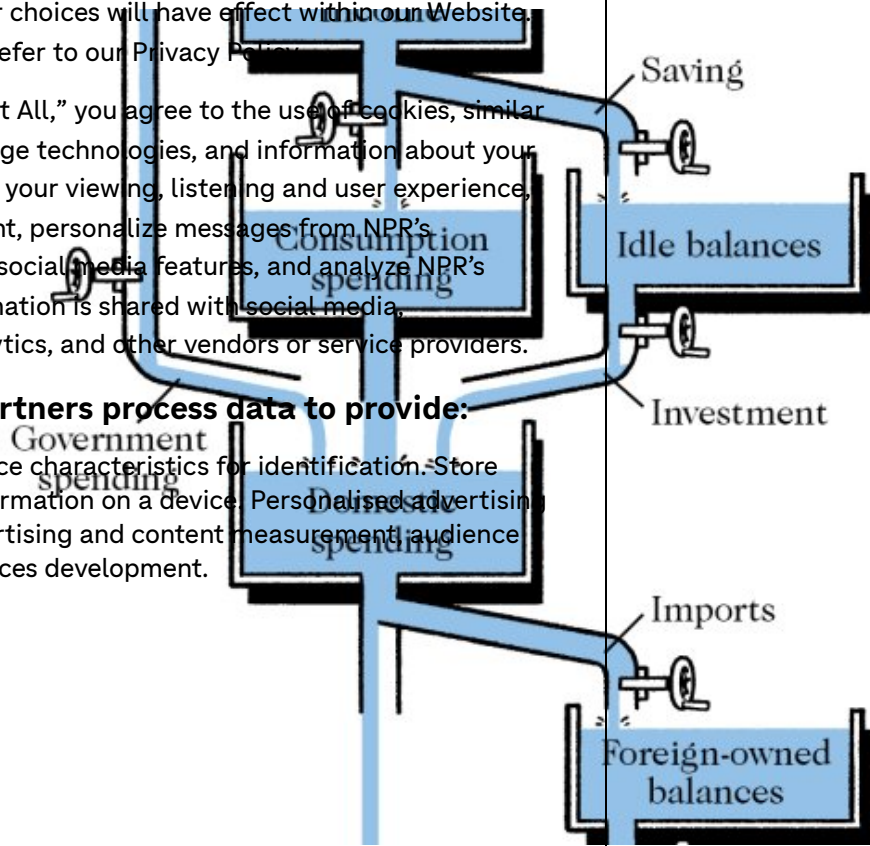 r choices will have effect within our Website.
income
efer to our Privacy Policy.
Saving
t All,” you agree to the use of cookies, similar
ge technologies, and information about your
your viewing, listening and user experience,
nt, personalize messages from NPR’s
Consumption
spending
Idle balances
social media features, and analyze NPR’s
mation is shared with social media,
ytics, and other vendors or service providers.
rtners process data to provide:
Investment
Government
spending
ce characteristics for identification. Store
ormation on a device. Personalised advertising
Domestic
spending
rtising and content measurement, audience
ces development.
Imports
Foreign-owned
balances